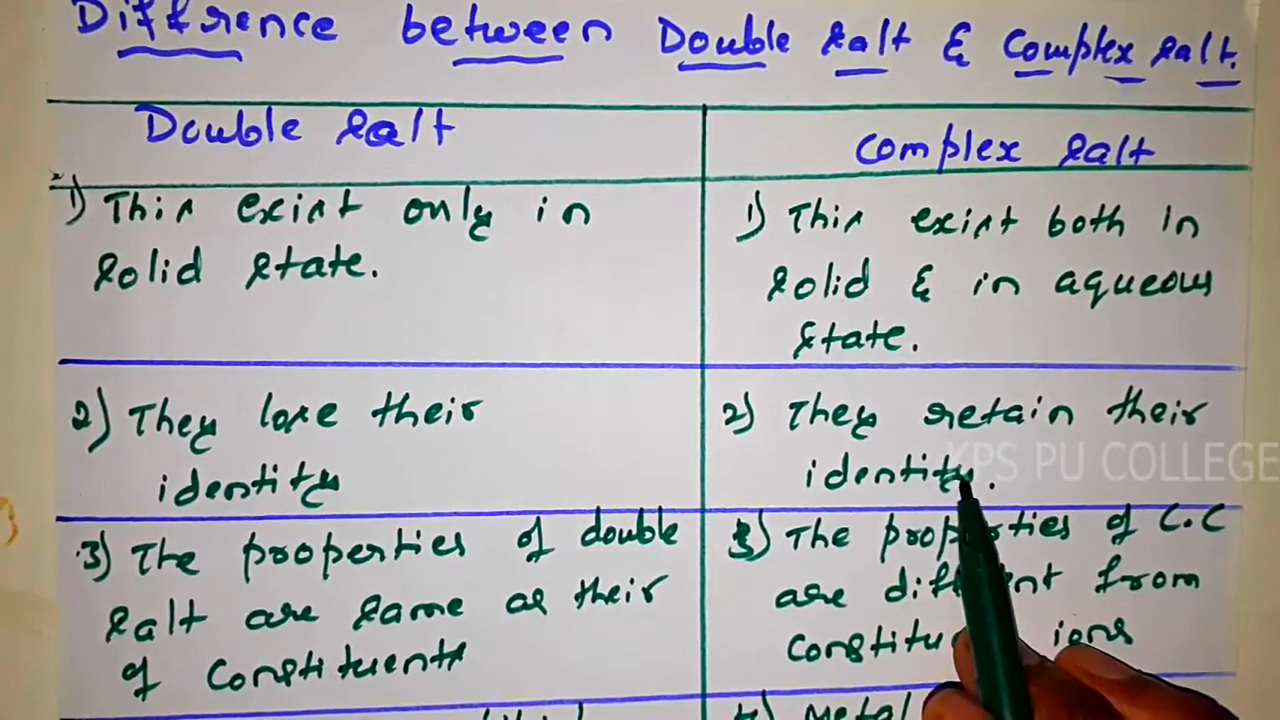 Difference between Double salt & Complex salt.
Double salt
Complex salt
1) This exist only in
solid state.
1) This exist both in
solid & in aqueous
state.
2) They lose their
identity
2) They retain their
identity.
KPS PU COLLEGE
3) The properties of double
salt are same as their
of Constituents
3) The properties of C.C
are different from
ions
Metal